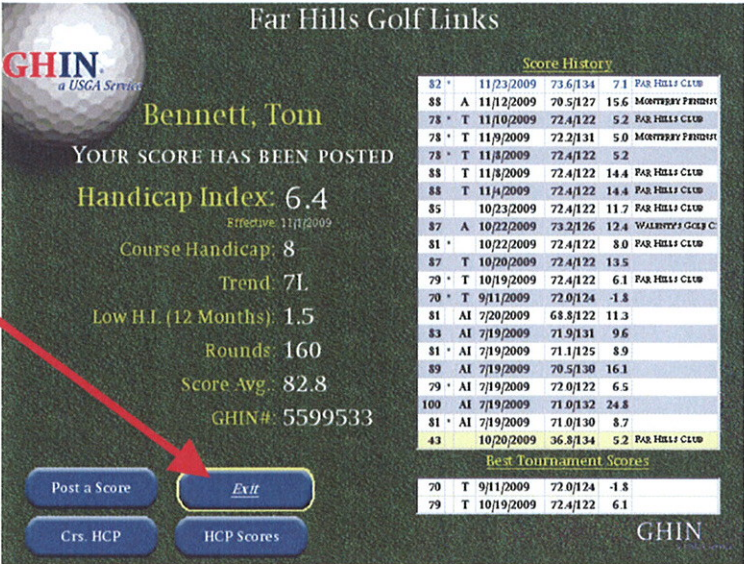 Far Hills Golf Links
GHIN
a USGA Service
Bennett, Tom
YOUR SCORE HAS BEEN POSTED
Handicap Index: 6.4
Effective: 11/1/2009
Course Handicap: 8
Trend: 7L
Low H.I. (12 Months): 1.5
Rounds: 160
Score Avg.: 82.8
GHIN#: 5599533
Post a Score
Exit
Crs. HCP
HCP Scores
Score History
82 * 11/23/2009 73.6/134 7.1 FAR HILLS CLUB
88 A 11/12/2009 70.5/127 15.6 MONTEREY PENINST
78 * T 11/10/2009 72.4/122 5.2 FAR HILLS CLUB
78 * T 11/9/2009 72.2/131 5.0 MONTEREY PENINST
78 * T 11/8/2009 72.4/122 5.2
88 T 11/8/2009 72.4/122 14.4 FAR HILLS CLUB
88 T 11/4/2009 72.4/122 14.4 FAR HILLS CLUB
85 10/23/2009 72.4/122 11.7 FAR HILLS CLUB
87 A 10/22/2009 73.2/126 12.4 GOLF C
81 * 10/22/2009 72.4/122 8.0 FAR HILLS CLUB
87 T 10/20/2009 72.4/122 13.5
79 * T 10/19/2009 72.4/122 6.1 FAR HILLS CLUB
70 * T 9/11/2009 72.0/124 -1.8
81 AI 7/20/2009 68.8/122 11.3
83 AI 7/19/2009 71.9/131 9.6
81 * AI 7/19/2009 71.1/125 8.9
89 AI 7/19/2009 70.5/130 16.1
79 * AI 7/19/2009 72.0/122 6.5
100 AI 7/19/2009 71.0/132 24.8
81 * AI 7/19/2009 71.0/130 8.7
43 10/20/2009 36.8/134 5.2 FAR HILLS CLUB
Best Tournament Scores
70 T 9/11/2009 72.0/124 -1.8
79 T 10/19/2009 72.4/122 6.1
GHIN